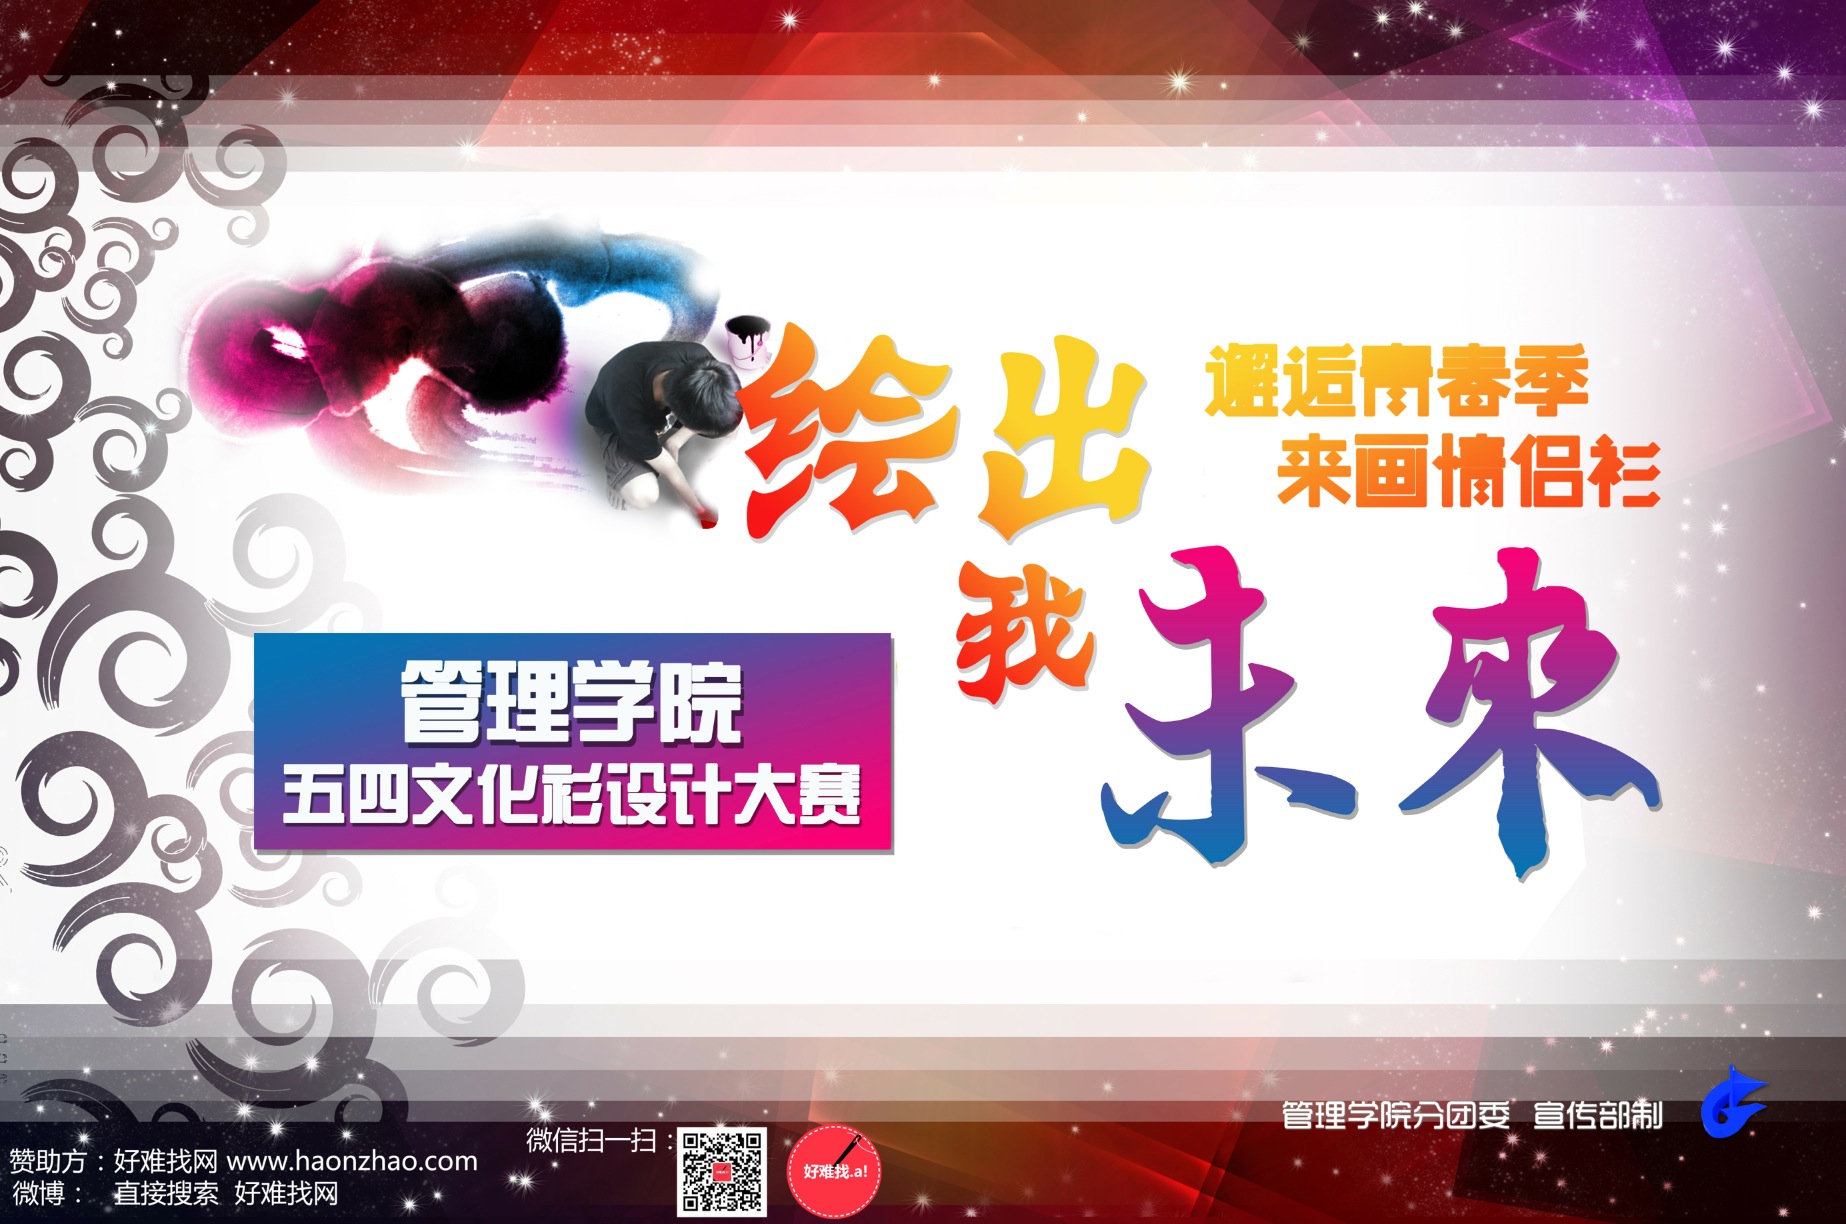 绘出
邂逅青春季
来画情侣衫
我未来
管理学院
五四文化衫设计大赛
管理学院分团委 宣传部制
微信扫一扫：
赞助方：好难找网 www.haonzhao.com
微博： 直接搜索 好难找网
好难找.a!